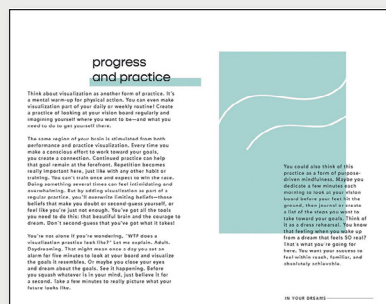 progress
and practice
Think about visualization as another form of practice. It's
a mental warm-up for physical action. You can even make
visualization part of your daily or weekly routine! Create
a practice of looking at your vision board regularly and
imagining yourself where you want to be—and what you
need to do to get yourself there.
The same region of your brain is stimulated from both
performance and practice visualization. Every time you
make a conscious effort to work toward your goals,
you create a connection. Continued practice can help
that goal remain at the forefront. Repetition becomes
really important here, just like with any other habit or
training. You can't train once and expect to win the race.
Doing something several times can feel intimidating and
overwhelming. But by adding visualization as part of a
regular practice, you'll overwrite limiting beliefs—those
beliefs that make you doubt or second-guess yourself, or
feel like you're just not enough. You've got all the tools
you need to do this: that beautiful brain and the courage to
dream. Don't second-guess that you've got what it takes!
You're not alone if you're wondering, "WTF does a
visualization practice look like?" Let me explain. Adult.
Daydreaming. That might mean once a day you set an
alarm for five minutes to look at your board and visualize
the goals it resembles. Or maybe you close your eyes
and dream about the goals. See it happening. Before
you squash whatever is in your mind, just believe it for
a second. Take a few minutes to really picture what your
future looks like.
You could also think of this
practice as a form of purpose-
driven mindfulness. Maybe you
dedicate a few minutes each
morning to look at your vision
board before your feet hit the
ground, then journal or create
a list of the steps you want to
take toward your goals. Think of
it as a dress rehearsal. You know
that feeling when you wake up
from a dream that feels SO real?
That's what you're going for
here. You want your success to
feel within reach, familiar, and
absolutely achievable.
IN YOUR DREAMS